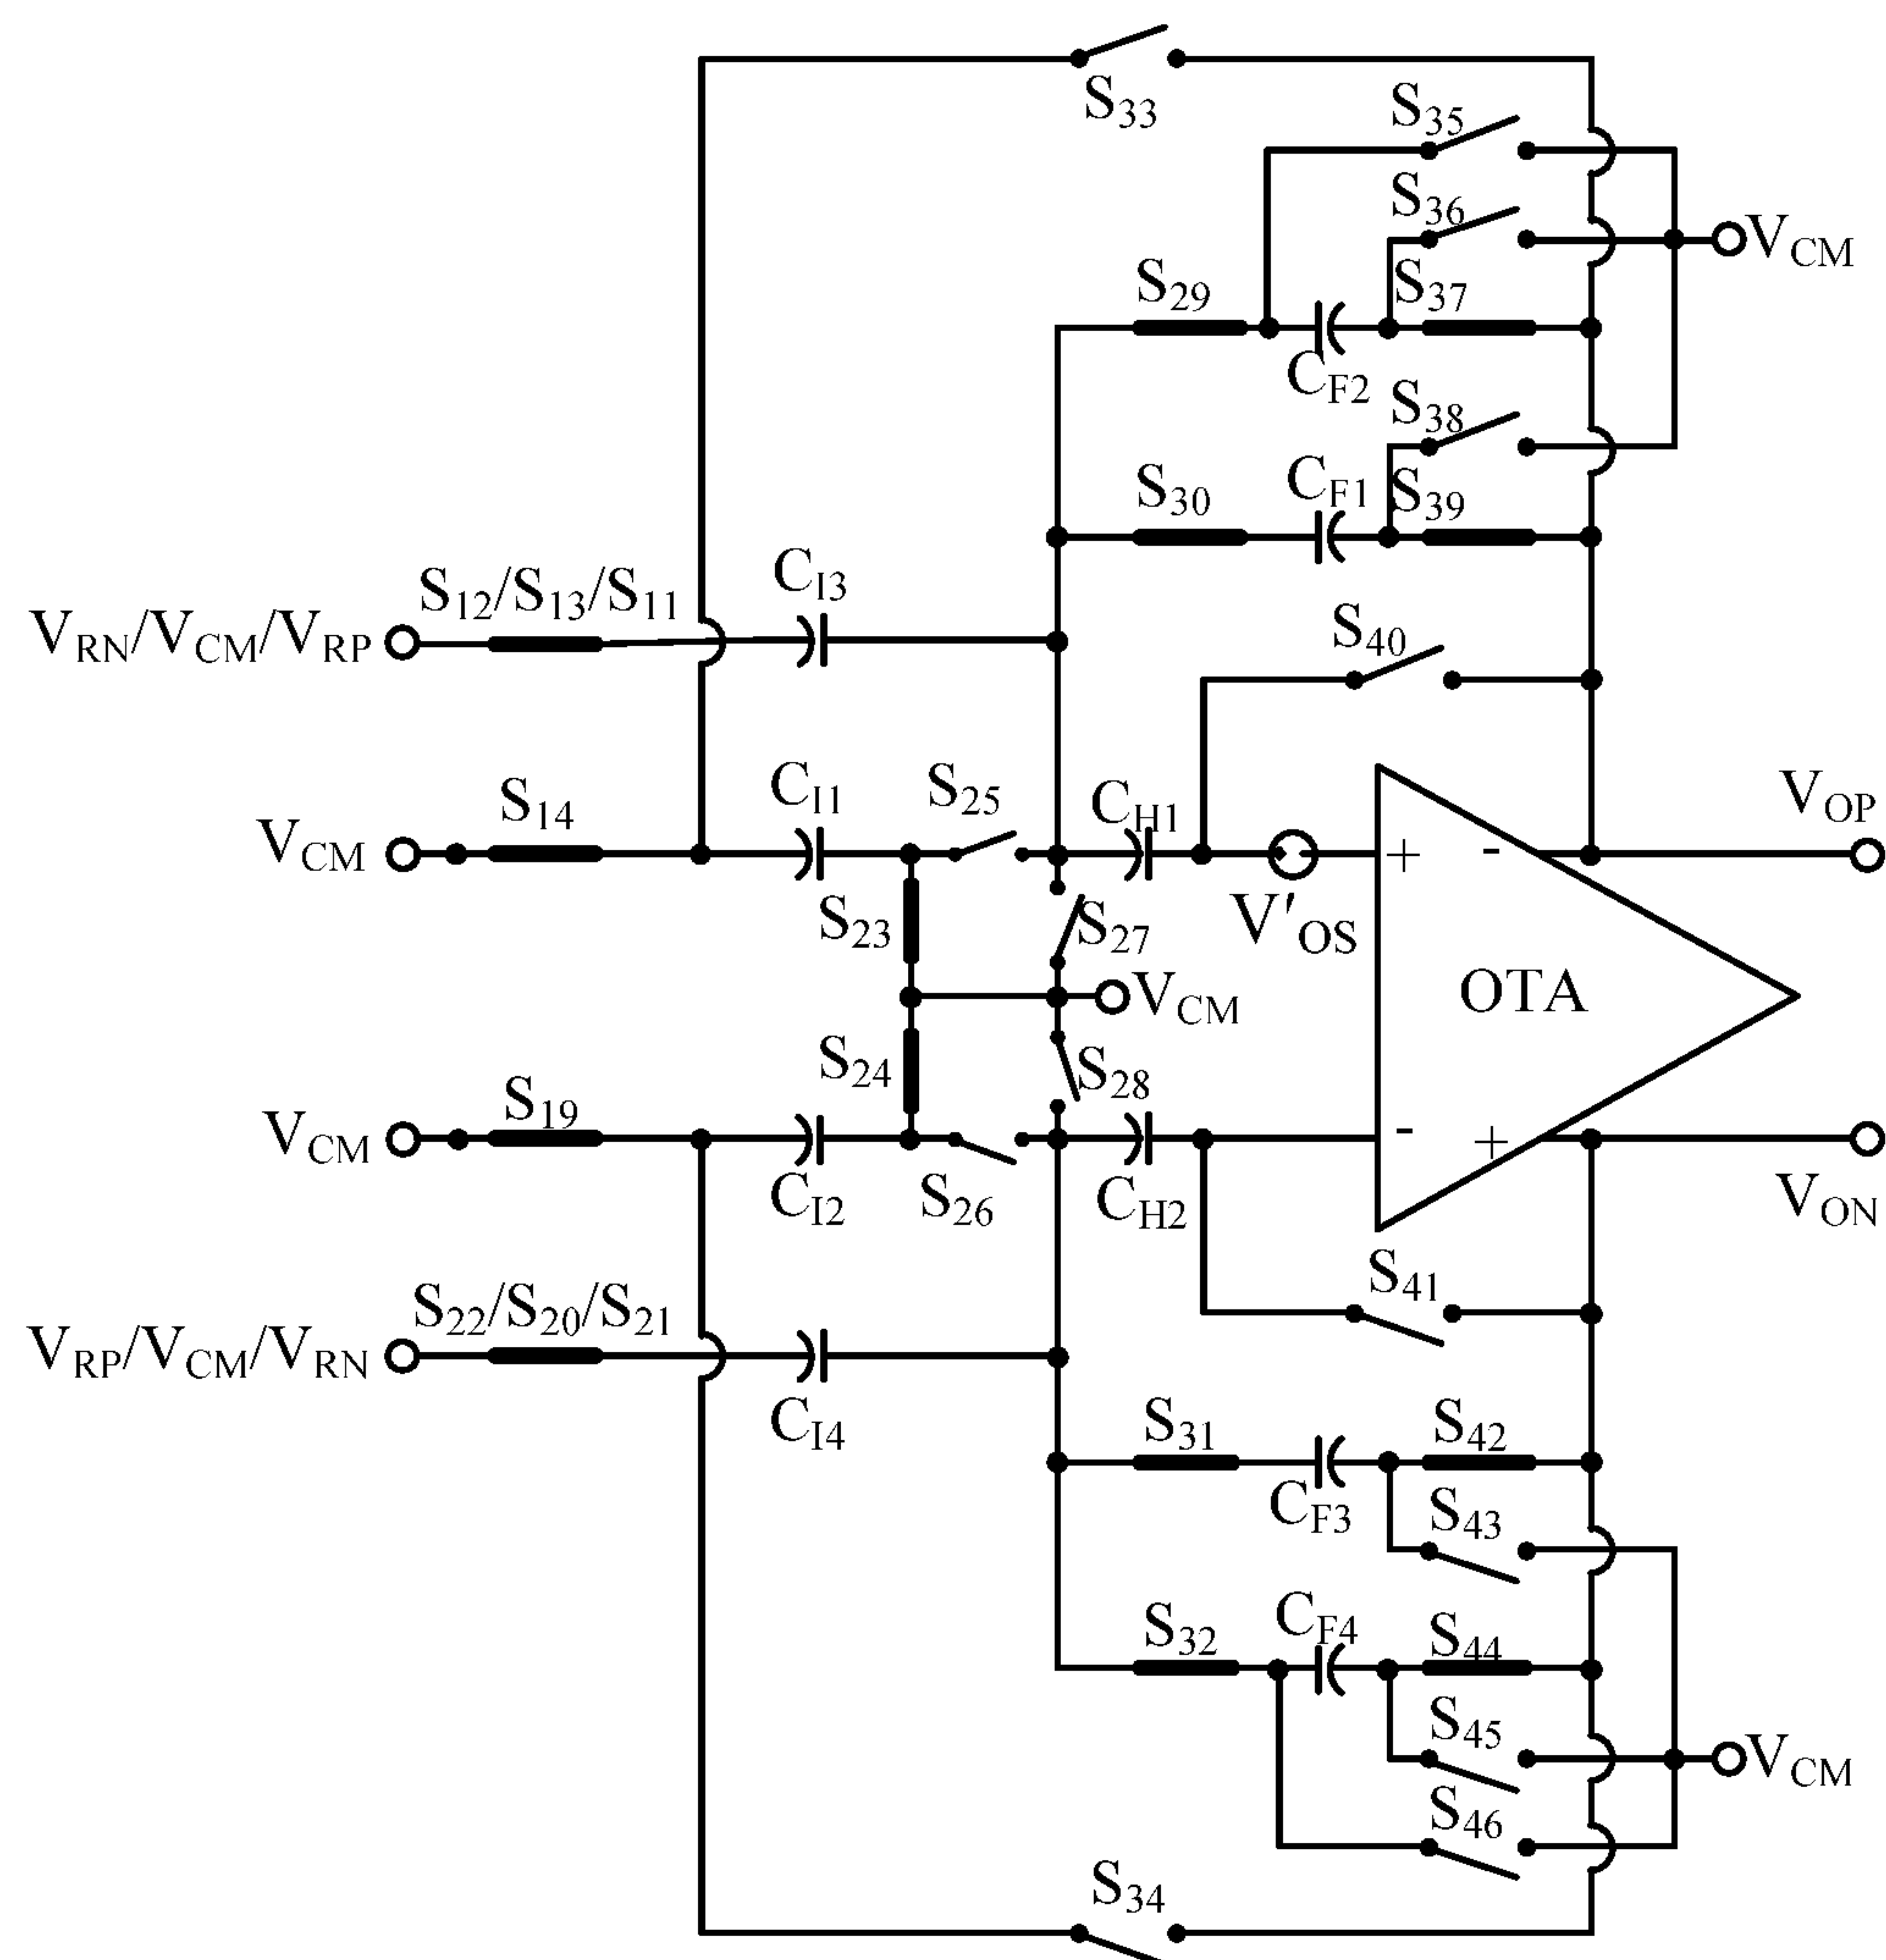 S33
S35
S36
VCM
S29
S37
CF2
S38
S30
CF1
S39
VRN/VCM/VRP
S12/S13/S11
CI3
S40
VCM
S14
CI1
S25
CH1
VOP
+
-
S23
S27
V'OS
VCM
OTA
S24
S28
VCM
S19
CI2
S26
CH2
-
+
VON
S41
VRP/VCM/VRN
S22/S20/S21
CI4
S31
S42
CF3
S43
S32
CF4
S44
S45
VCM
S46
S34